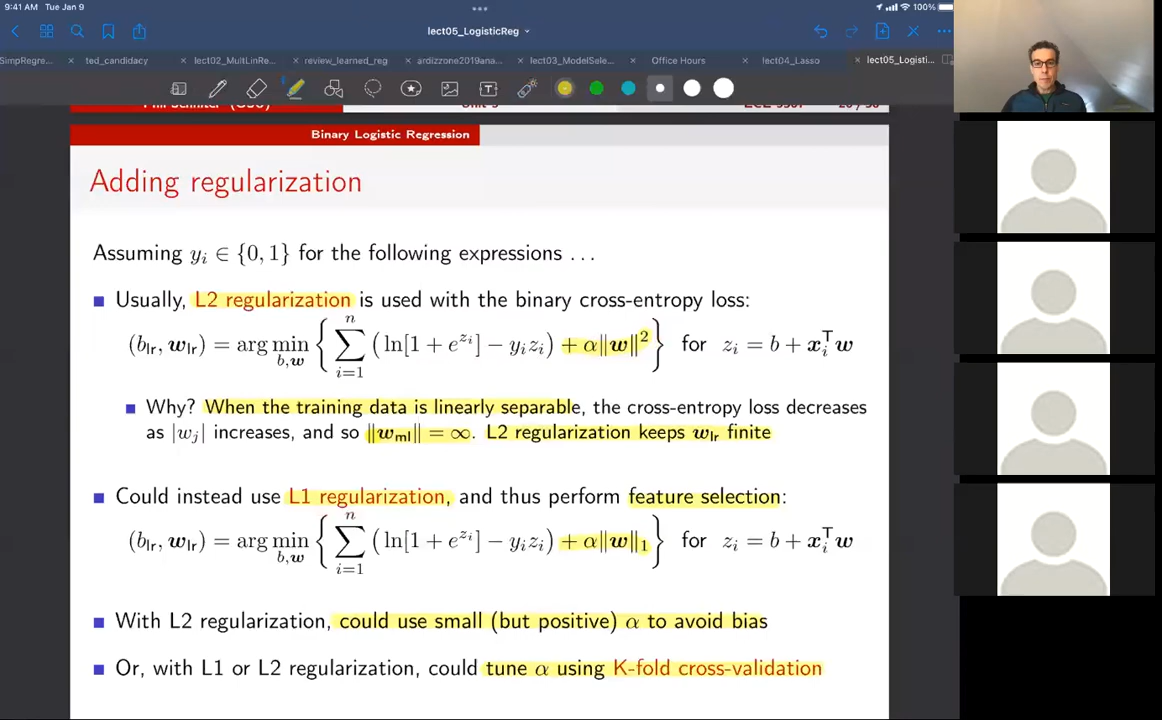 9:41 AM Tue Jan 9
100%
lect05_LogisticReg
SimpRegre...
ted_candidacy
lect02_MultLinRe...
review_learned_reg
ardizzone2019ana...
lect03_ModelSele...
Office Hours
lect04_Lasso
lect05_Logisti...
Binary Logistic Regression
Adding regularization
Assuming yᵢ ∈ {0, 1} for the following expressions ...
Usually, L2 regularization is used with the binary cross-entropy loss:
(b_lr, w_lr) = arg min_{b,w} { ∑_{i=1}^{n} (ln[1 + e^{z_i}] − y_i z_i) + α‖w‖² } for z_i = b + x_i^T w
Why? When the training data is linearly separable, the cross-entropy loss decreases
as |w_j| increases, and so ‖w_ml‖ = ∞. L2 regularization keeps w_lr finite
Could instead use L1 regularization, and thus perform feature selection:
(b_lr, w_lr) = arg min_{b,w} { ∑_{i=1}^{n} (ln[1 + e^{z_i}] − y_i z_i) + α‖w‖₁ } for z_i = b + x_i^T w
With L2 regularization, could use small (but positive) α to avoid bias
Or, with L1 or L2 regularization, could tune α using K-fold cross-validation